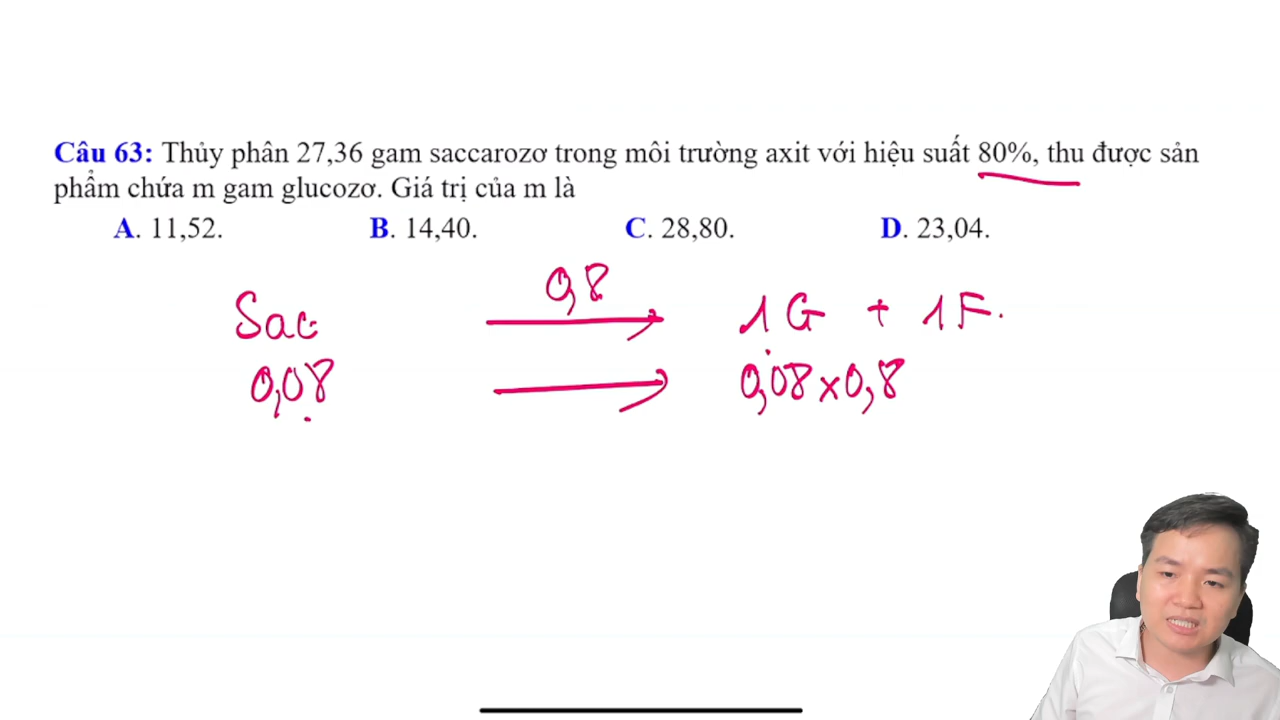 Câu 63: Thủy phân 27,36 gam saccarozơ trong môi trường axit với hiệu suất 80%, thu được sản
phẩm chứa m gam glucozơ. Giá trị của m là
A. 11,52. B. 14,40. C. 28,80. D. 23,04.
0,8
Sac 1G + 1F.
0,08 0,08x0,8